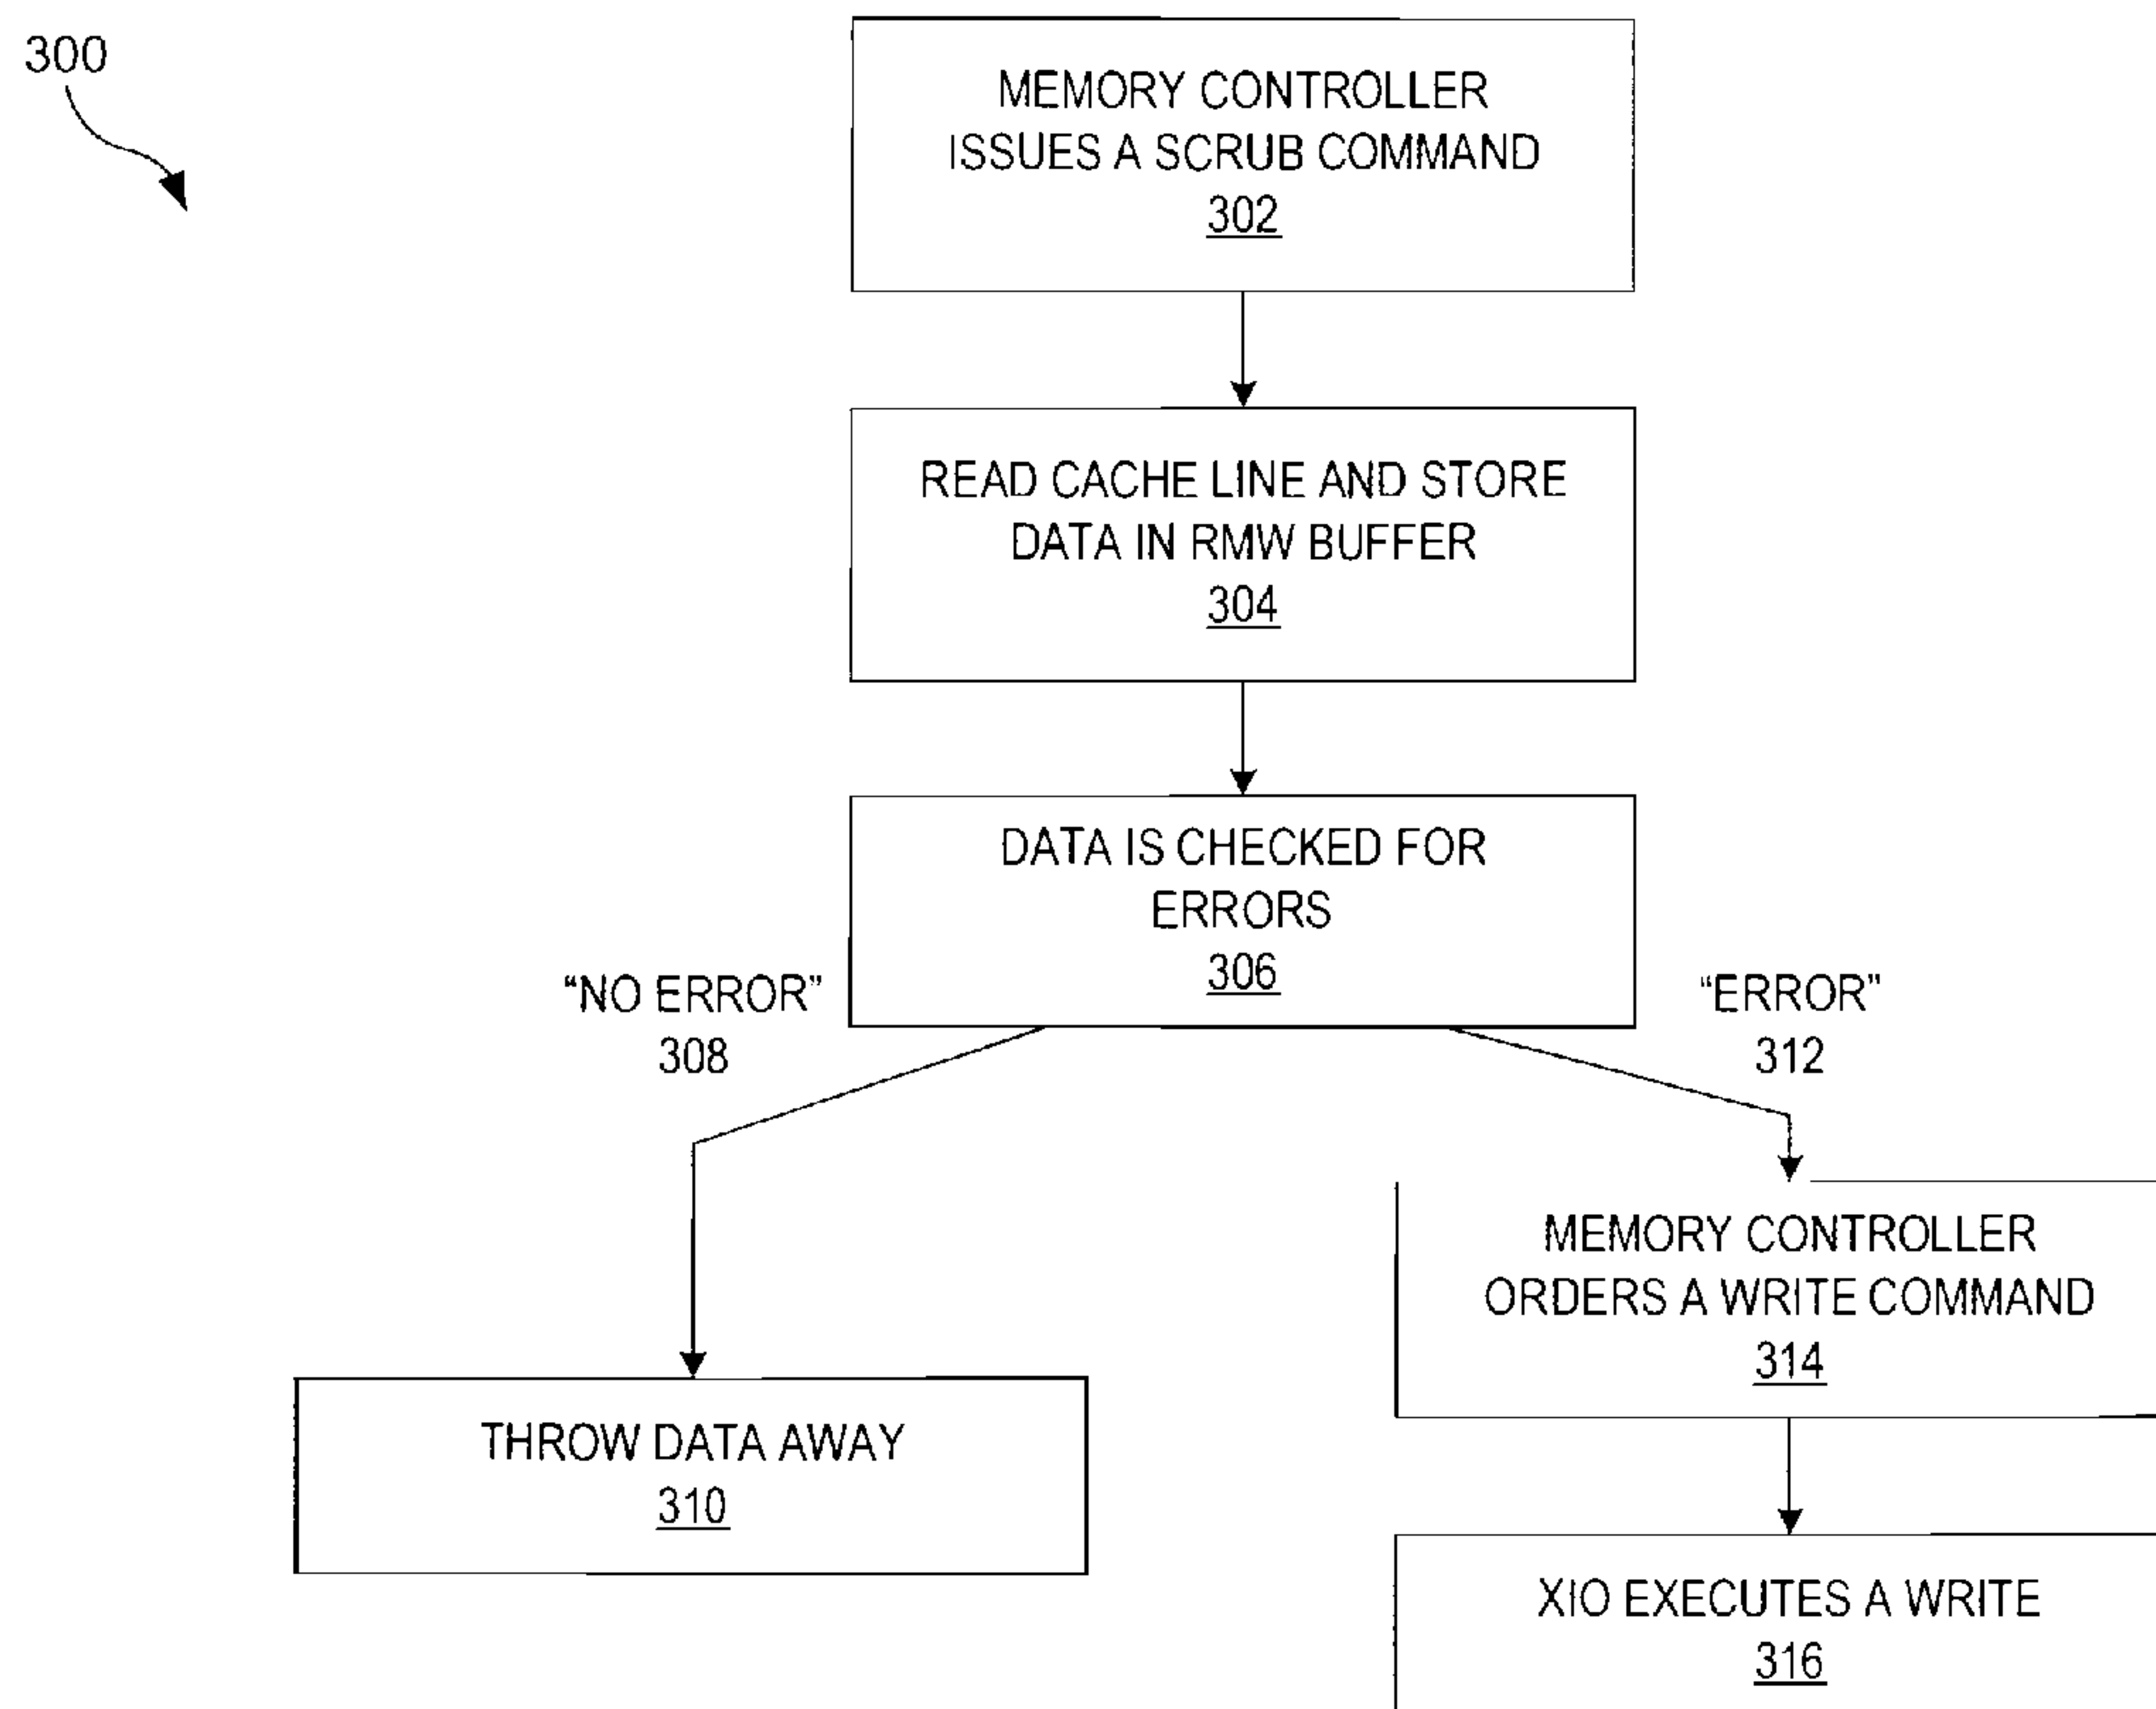 300
MEMORY CONTROLLER
ISSUES A SCRUB COMMAND
302
READ CACHE LINE AND STORE
DATA IN RMW BUFFER
304
DATA IS CHECKED FOR
ERRORS
306
“NO ERROR”
308
“ERROR”
312
MEMORY CONTROLLER
ORDERS A WRITE COMMAND
314
THROW DATA AWAY
310
XIO EXECUTES A WRITE
316